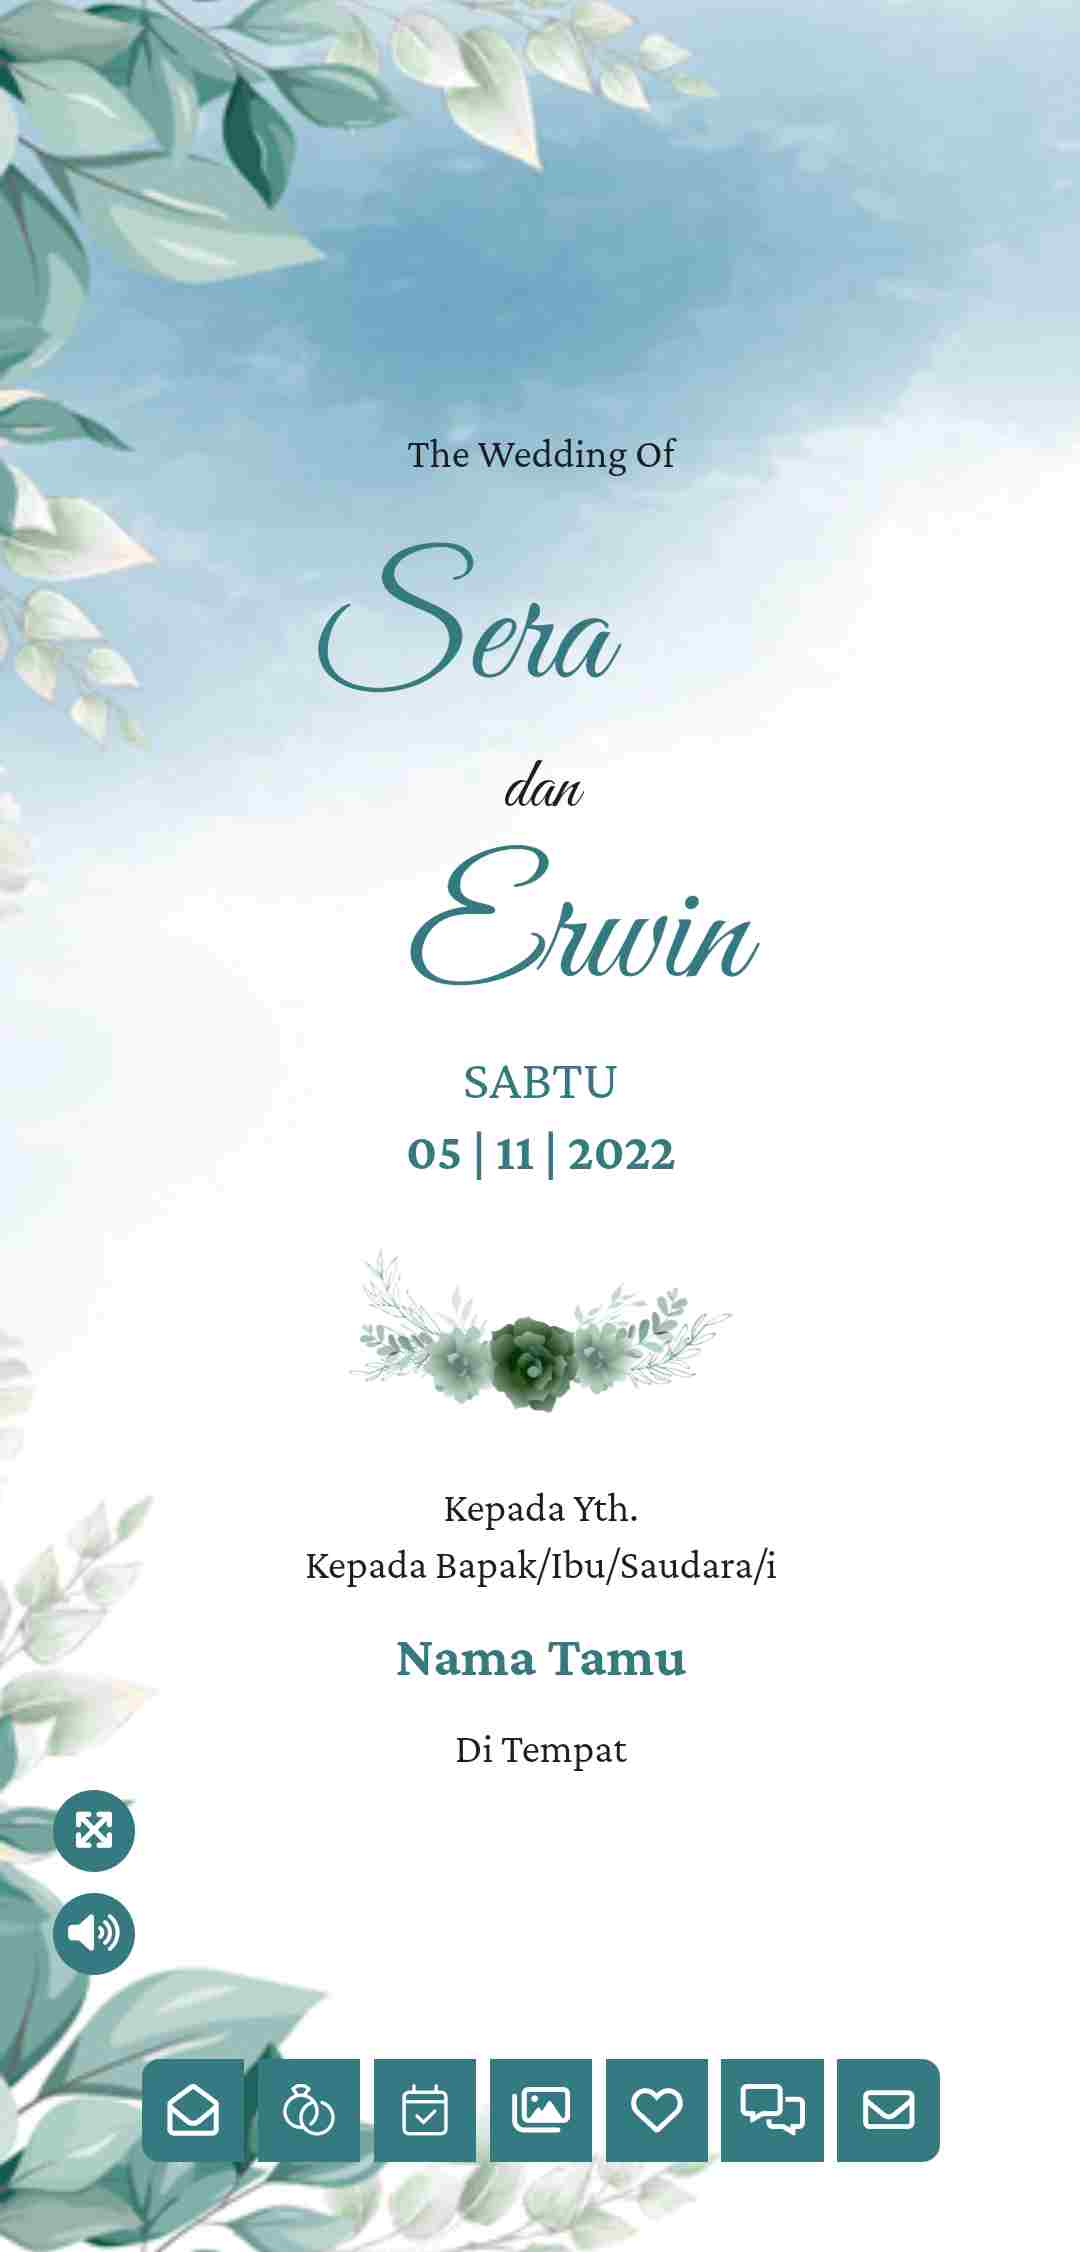 The Wedding Of
Sera
dan
Erwin
SABTU
05 | 11 | 2022
Kepada Yth.
Kepada Bapak/Ibu/Saudara/i
Nama Tamu
Di Tempat